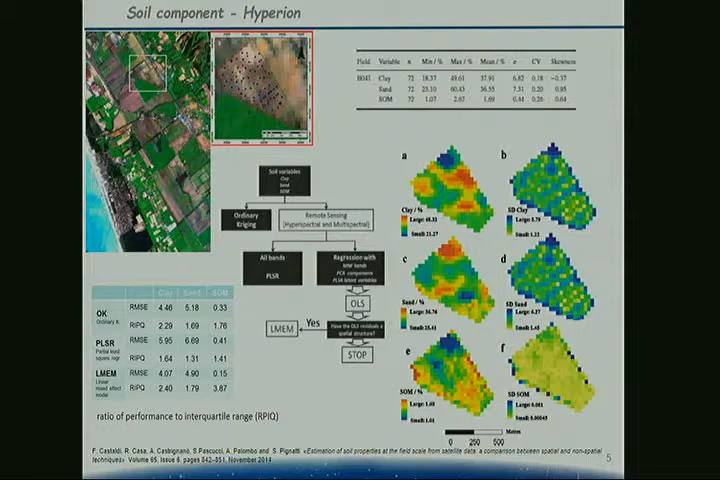 Soil component - Hyperion
Field Variable n Min / % Max / % Mean / % σ CV Skewness
B041 Clay 72 18.37 49.61 37.91 6.82 0.18 −0.37
Sand 72 23.10 60.43 36.55 7.31 0.20 0.95
SOM 72 1.07 2.67 1.69 0.44 0.26 0.64
Soil variables
Clay
Sand
SOM
Ordinary
Kriging
Remote Sensing
[Hyperspectral and Multispectral]
All bands
PLSR
Regression with
MNF bands
PCA components
PLSR latent variables
OLS
Have the OLS residuals a
spatial structure?
Yes
LMEM
STOP
Clay Sand SOM
OK
Ordinary K.
RMSE 4.46 5.18 0.33
RIPQ 2.29 1.69 1.76
PLSR
Partial least
square regr
RMSE 5.95 6.69 0.41
RIPQ 1.64 1.31 1.41
LMEM
Linear
mixed effect
model
RMSE 4.07 4.90 0.15
RIPQ 2.40 1.79 3.87
ratio of performance to interquartile range (RPIQ)
a
Clay / %
Large: 48.32
Small: 21.27
b
SD Clay
Large: 5.79
Small: 1.22
c
Sand / %
Large: 56.76
Small: 25.41
d
SD Sand
Large: 6.27
Small: 1.45
e
SOM / %
Large:
Small: 1.01
f
SD SOM
Large: 0.081
Small: 0.00045
Metres
0 250 500
F. Castaldi, R. Casa, A. Castrignanò, S.Pascucci, A. Palombo and S. Pignatti «Estimation of soil properties at the field scale from satellite data: a comparison between spatial and non-spatial
techniques» Volume 65, Issue 6, pages 842–851, November 2014
5